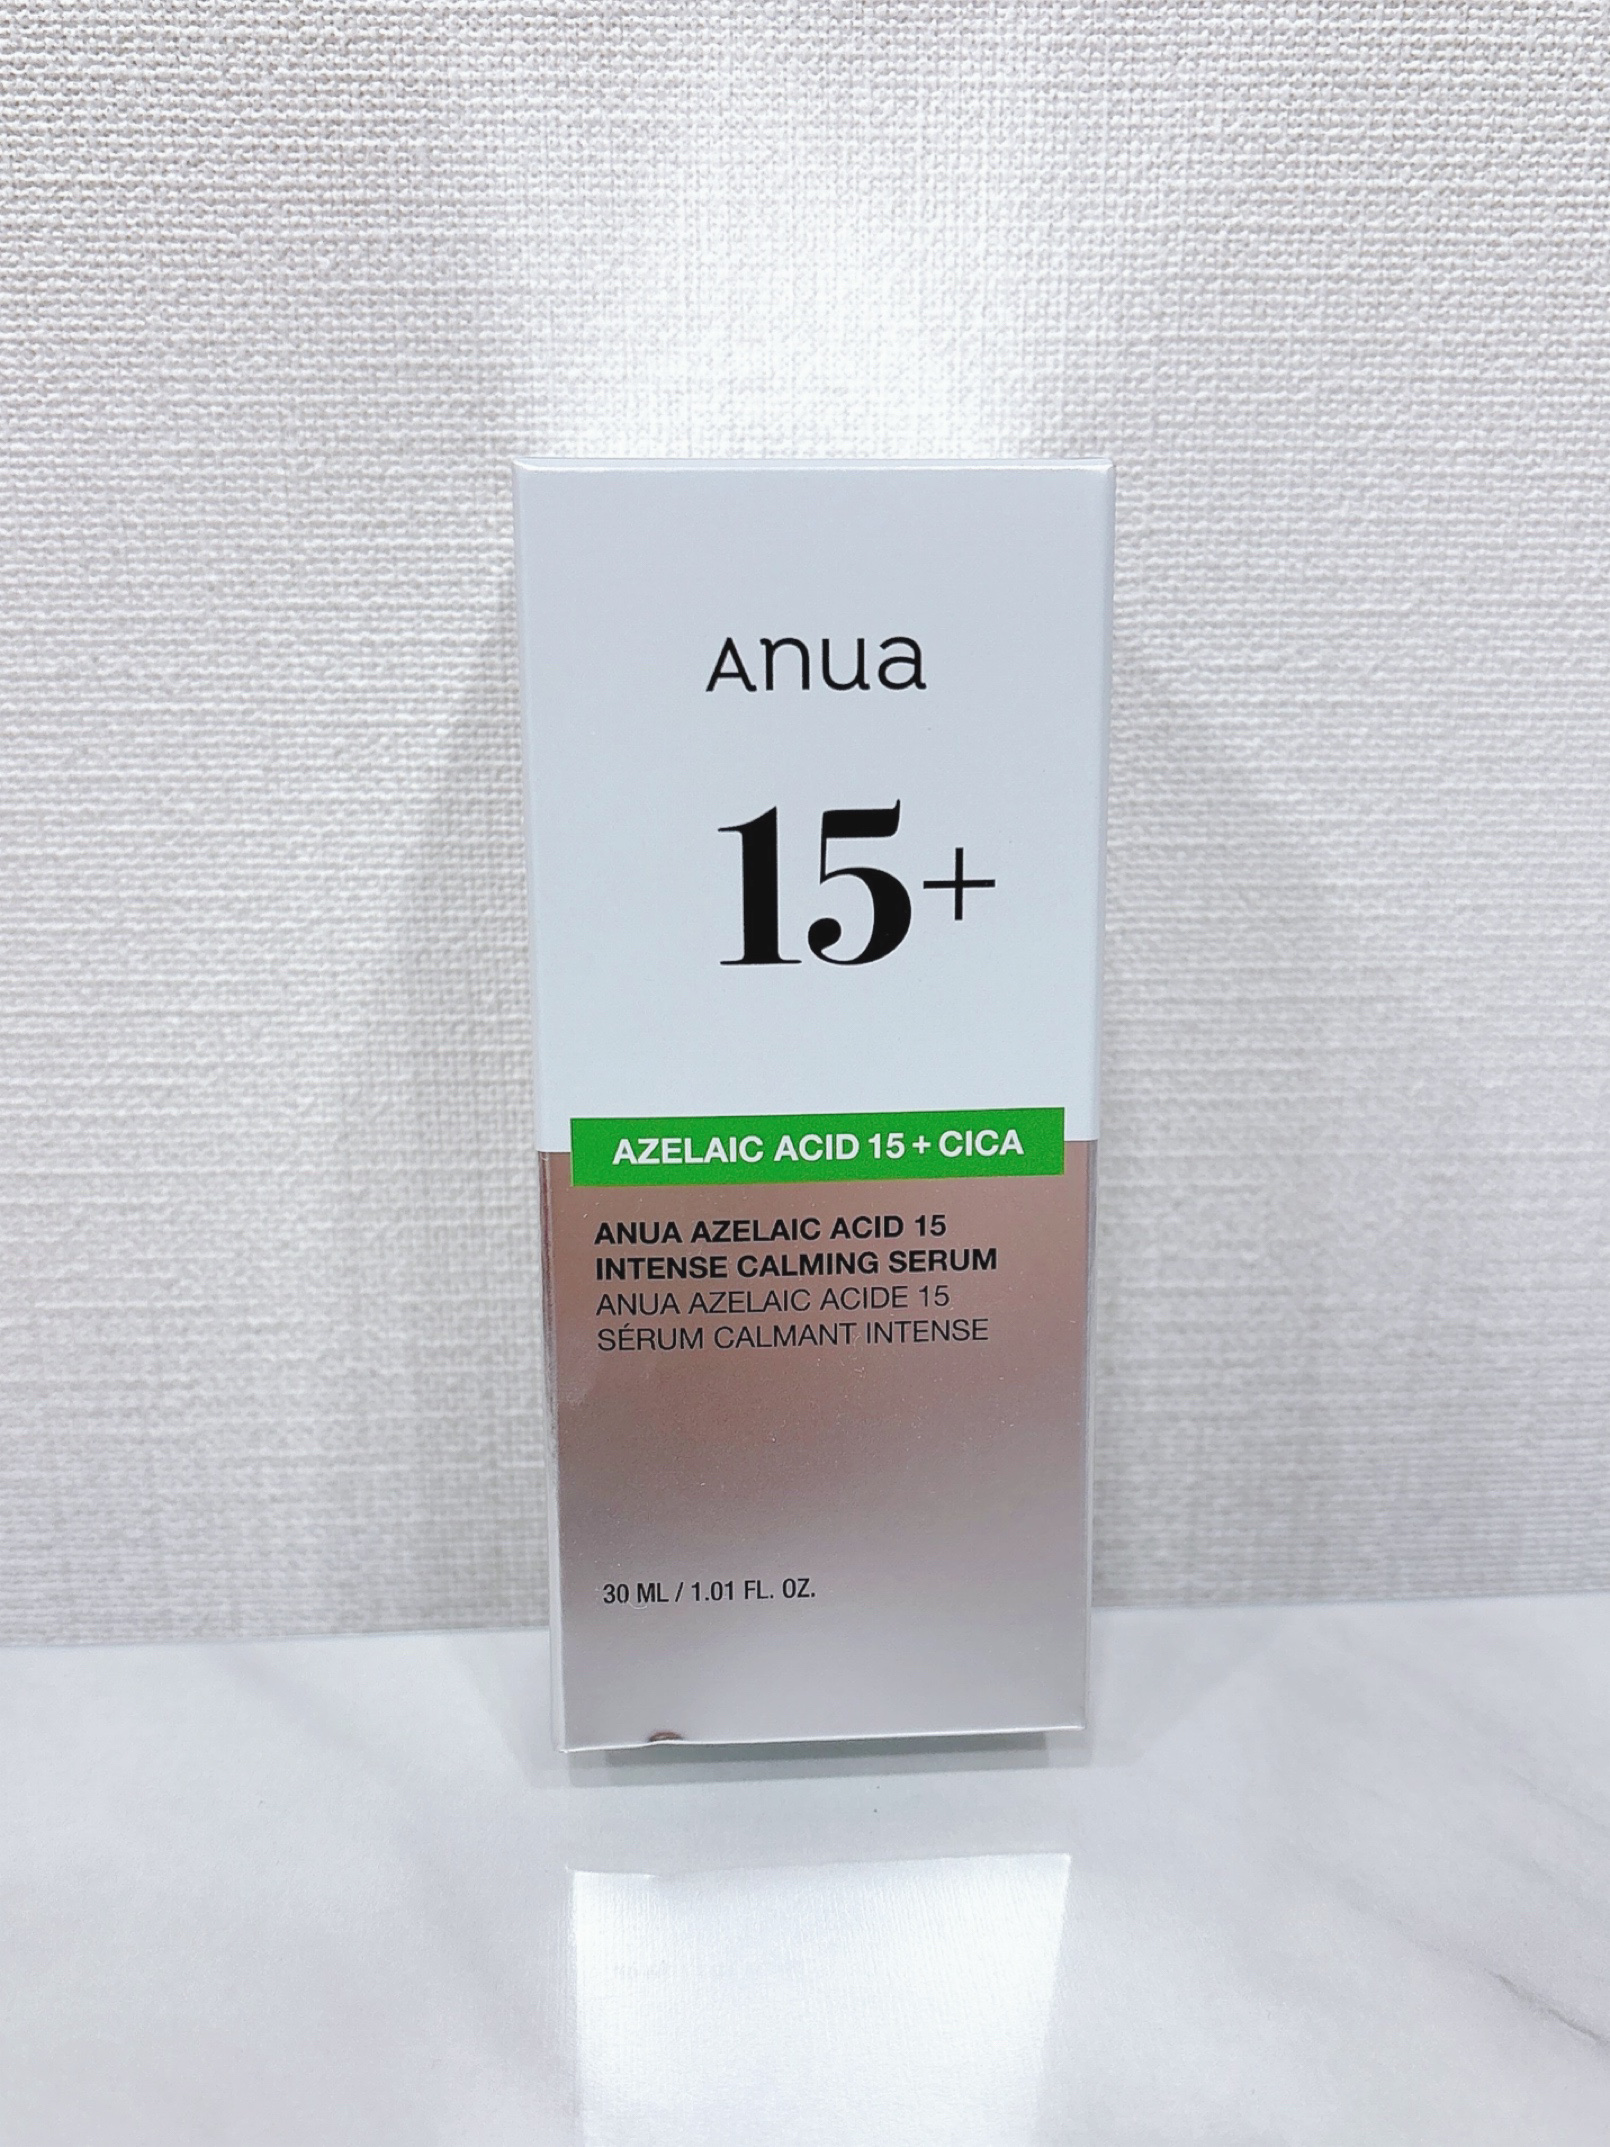 Anua
15+
AZELAIC ACID 15 + CICA
ANUA AZELAIC ACID 15
INTENSE CALMING SERUM
ANUA AZELAIC ACIDE 15
SÉRUM CALMANT INTENSE
30 ML / 1.01 FL. OZ.